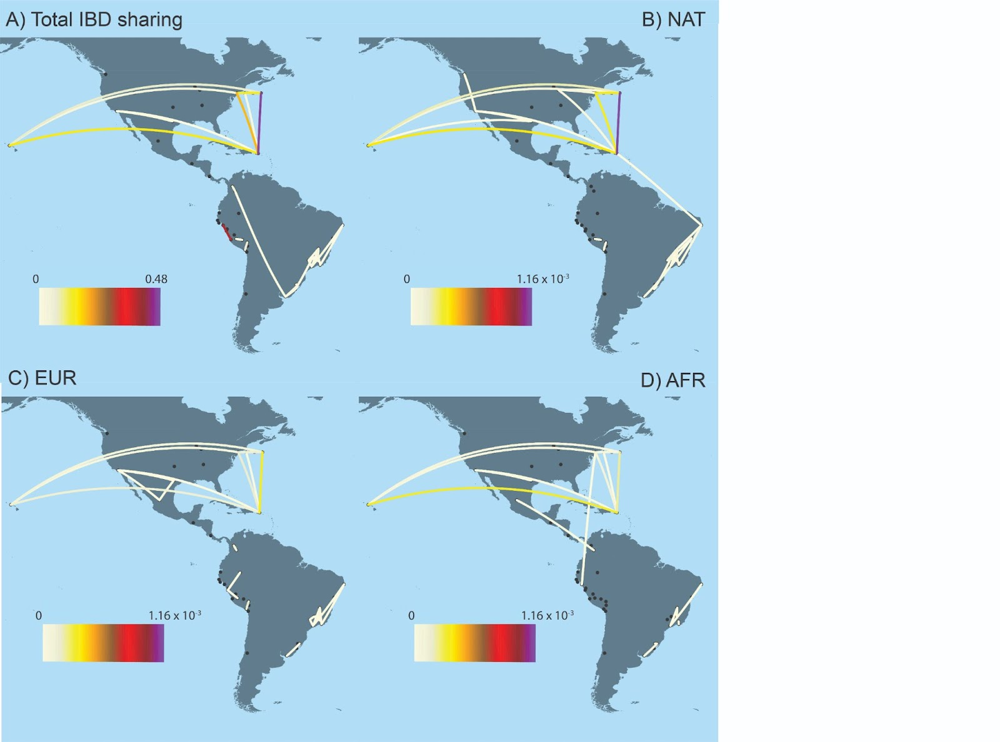 A) Total IBD sharing
B) NAT
0 0.48
0 1.16 x 10⁻³
C) EUR
D) AFR
0 1.16 x 10⁻³
0 1.16 x 10⁻³